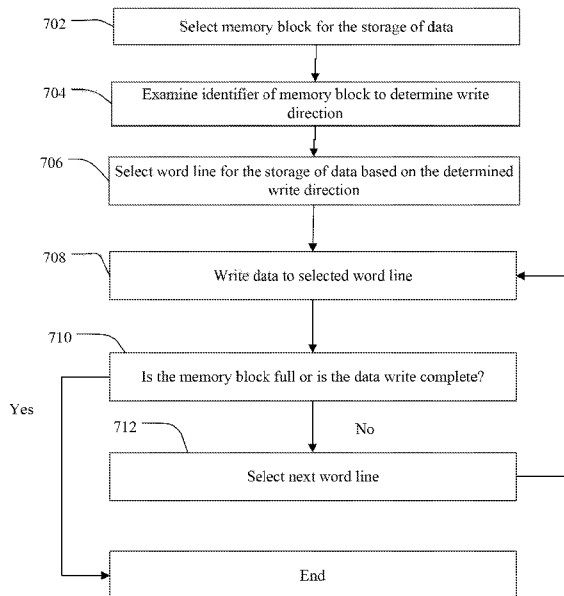 702
Select memory block for the storage of data
704
Examine identifier of memory block to determine write
direction
706
Select word line for the storage of data based on the determined
write direction
708
Write data to selected word line
710
Is the memory block full or is the data write complete?
Yes
No
712
Select next word line
End